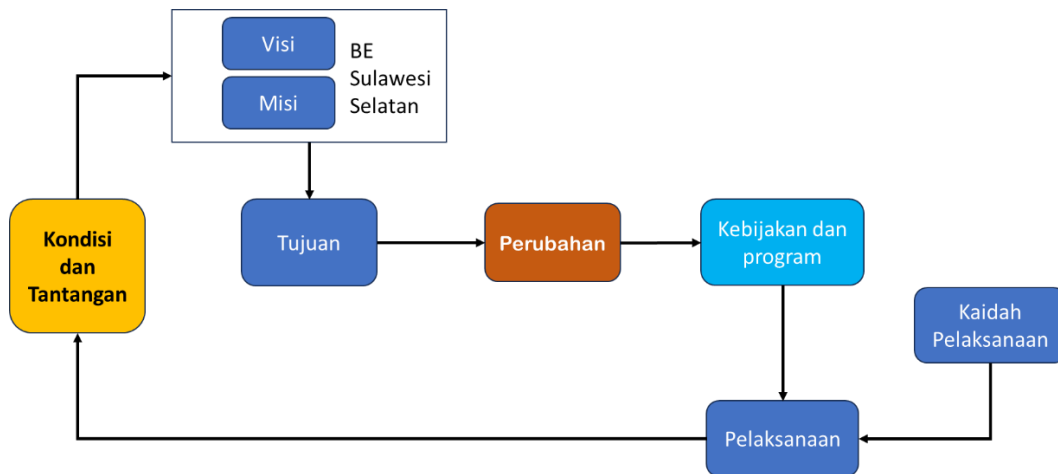 Visi
Misi
BE
Sulawesi
Selatan
Kondisi
dan
Tantangan
Tujuan
Perubahan
Kebijakan dan
program
Kaidah
Pelaksanaan
Pelaksanaan